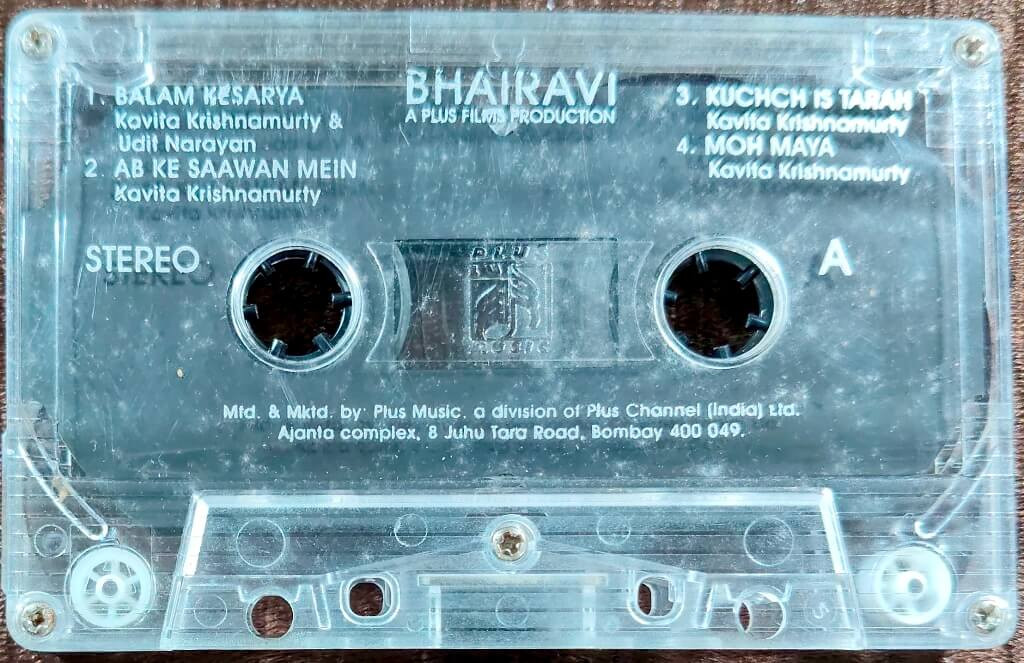 BHAIRAVI
A PLUS FILMS PRODUCTION
1. BALAM KESARYA
Kavita Krishnamurty &
Udit Narayan
2. AB KE SAAWAN MEIN
Kavita Krishnamurty
3. KUCHCH IS TARAH
Kavita Krishnamurty
4. MOH MAYA
Kavita Krishnamurty
STEREO
A
PLUS
MUSIC
Mfd. & Mktd. by: Plus Music, a division of Plus Channel (India) Ltd.
Ajanta complex, 8 Juhu Tara Road, Bombay 400 049.